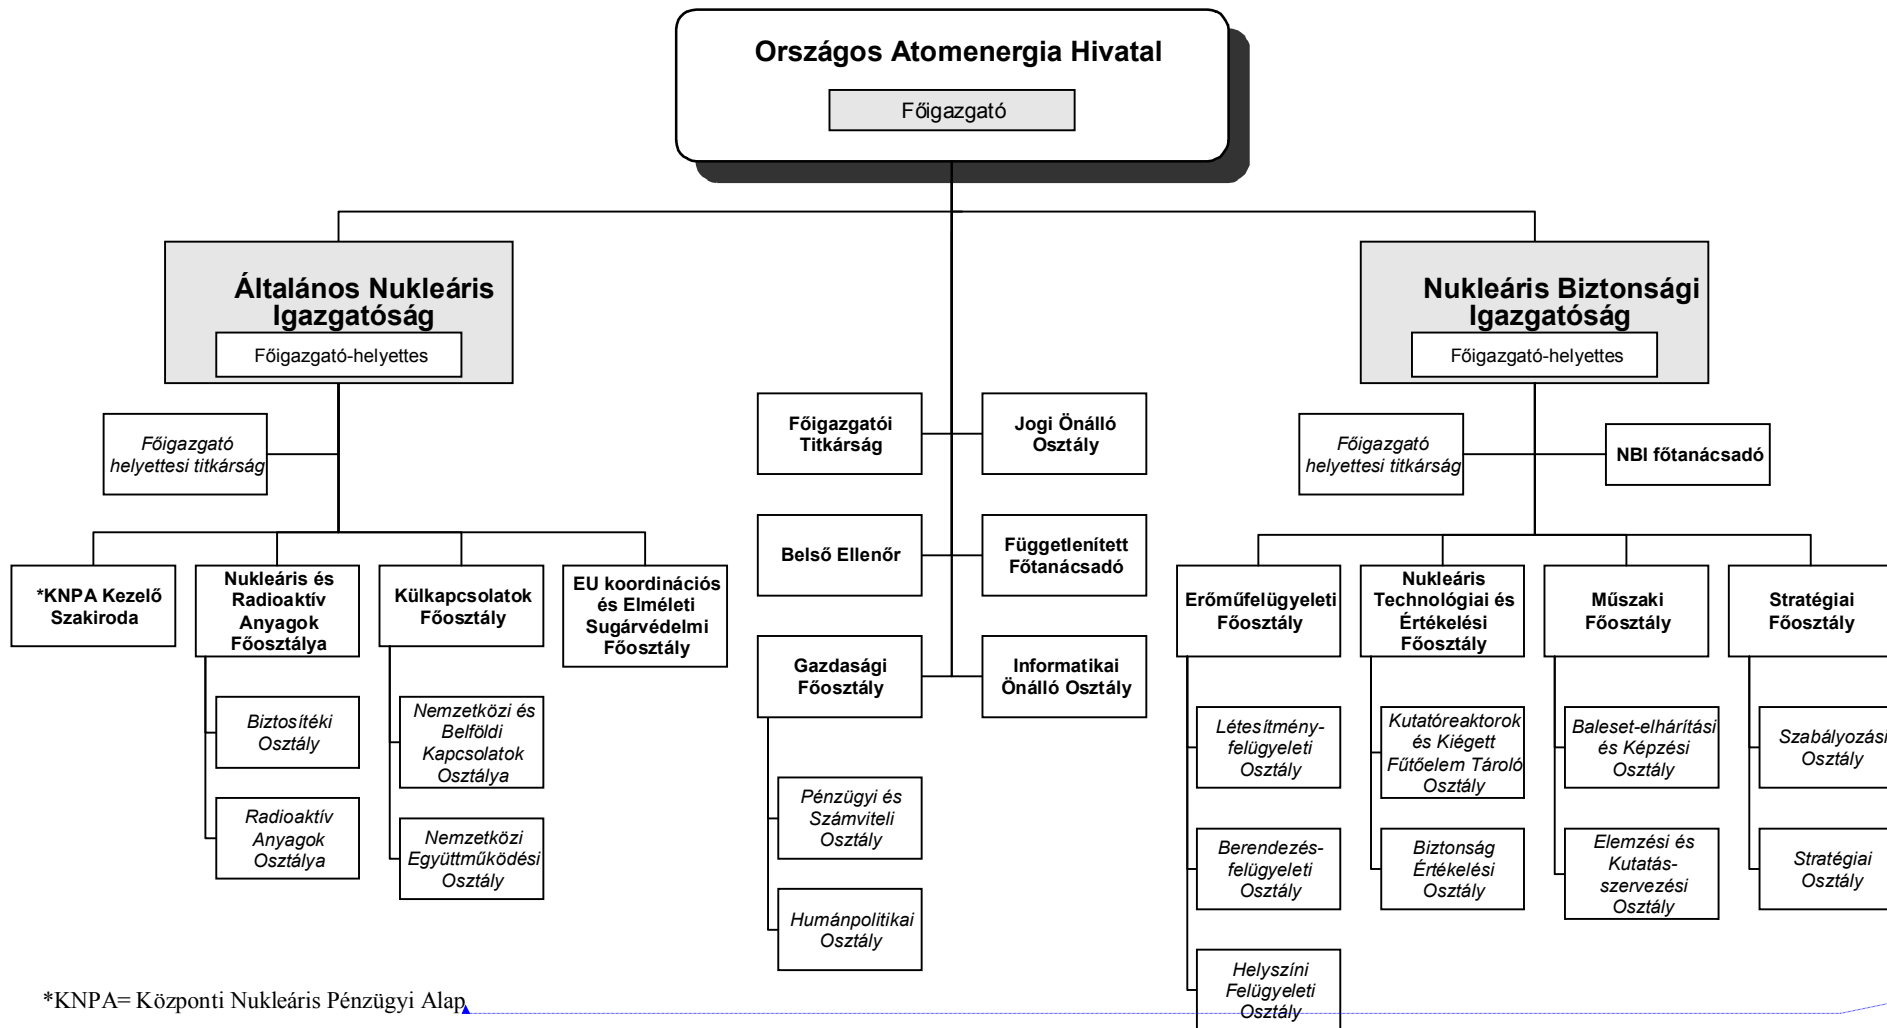 Országos Atomenergia Hivatal
Főigazgató
Általános Nukleáris
Igazgatóság
Főigazgató-helyettes
Nukleáris Biztonsági
Igazgatóság
Főigazgató-helyettes
Főigazgató
helyettesi titkárság
Főigazgatói
Titkárság
Jogi Önálló
Osztály
Főigazgató
helyettesi titkárság
NBI főtanácsadó
Belső Ellenőr
Függetlenített
Főtanácsadó
*KNPA Kezelő
Szakiroda
Nukleáris és
Radioaktív
Anyagok
Főosztálya
Külkapcsolatok
Főosztály
EU koordinációs
és Elméleti
Sugárvédelmi
Főosztály
Gazdasági
Főosztály
Informatikai
Önálló Osztály
Erőműfelügyeleti
Főosztály
Nukleáris
Technológiai és
Értékelési
Főosztály
Műszaki
Főosztály
Stratégiai
Főosztály
Biztosítéki
Osztály
Radioaktív
Anyagok
Osztálya
Nemzetközi és
Belföldi
Kapcsolatok
Osztálya
Nemzetközi
Együttműködési
Osztály
Pénzügyi és
Számviteli
Osztály
Humánpolitikai
Osztály
Létesítmény-
felügyeleti
Osztály
Berendezés-
felügyeleti
Osztály
Helyszíni
Felügyeleti
Osztály
Kutatóreaktorok
és Kiégett
Fűtőelem Tároló
Osztály
Biztonság
Értékelési
Osztály
Baleset-elhárítási
és Képzési
Osztály
Elemzési és
Kutatás-
szervezési
Osztály
Szabályozási
Osztály
Stratégiai
Osztály
*KNPA= Központi Nukleáris Pénzügyi Alap